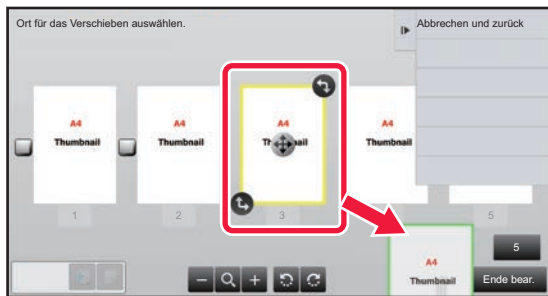 Ort für das Verschieben auswählen.
Abbrechen und zurück
A4
Thumbnail
A4
Thumbnail
A4
Th
A4
Thumbnail
1
2
3
5
5
A4
Thumbnail
Ende bear.